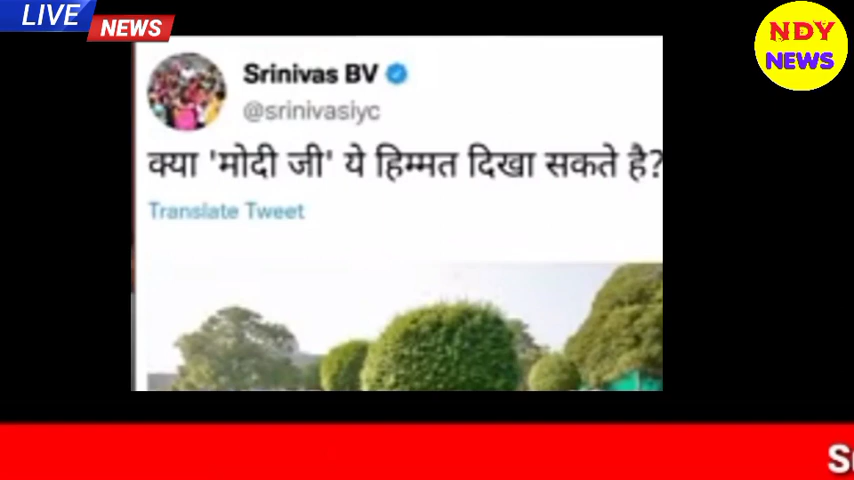 LIVE
NEWS
NDY
NEWS
Srinivas BV
@srinivasiyc
क्या 'मोदी जी' ये हिम्मत दिखा सकते है?
Translate Tweet